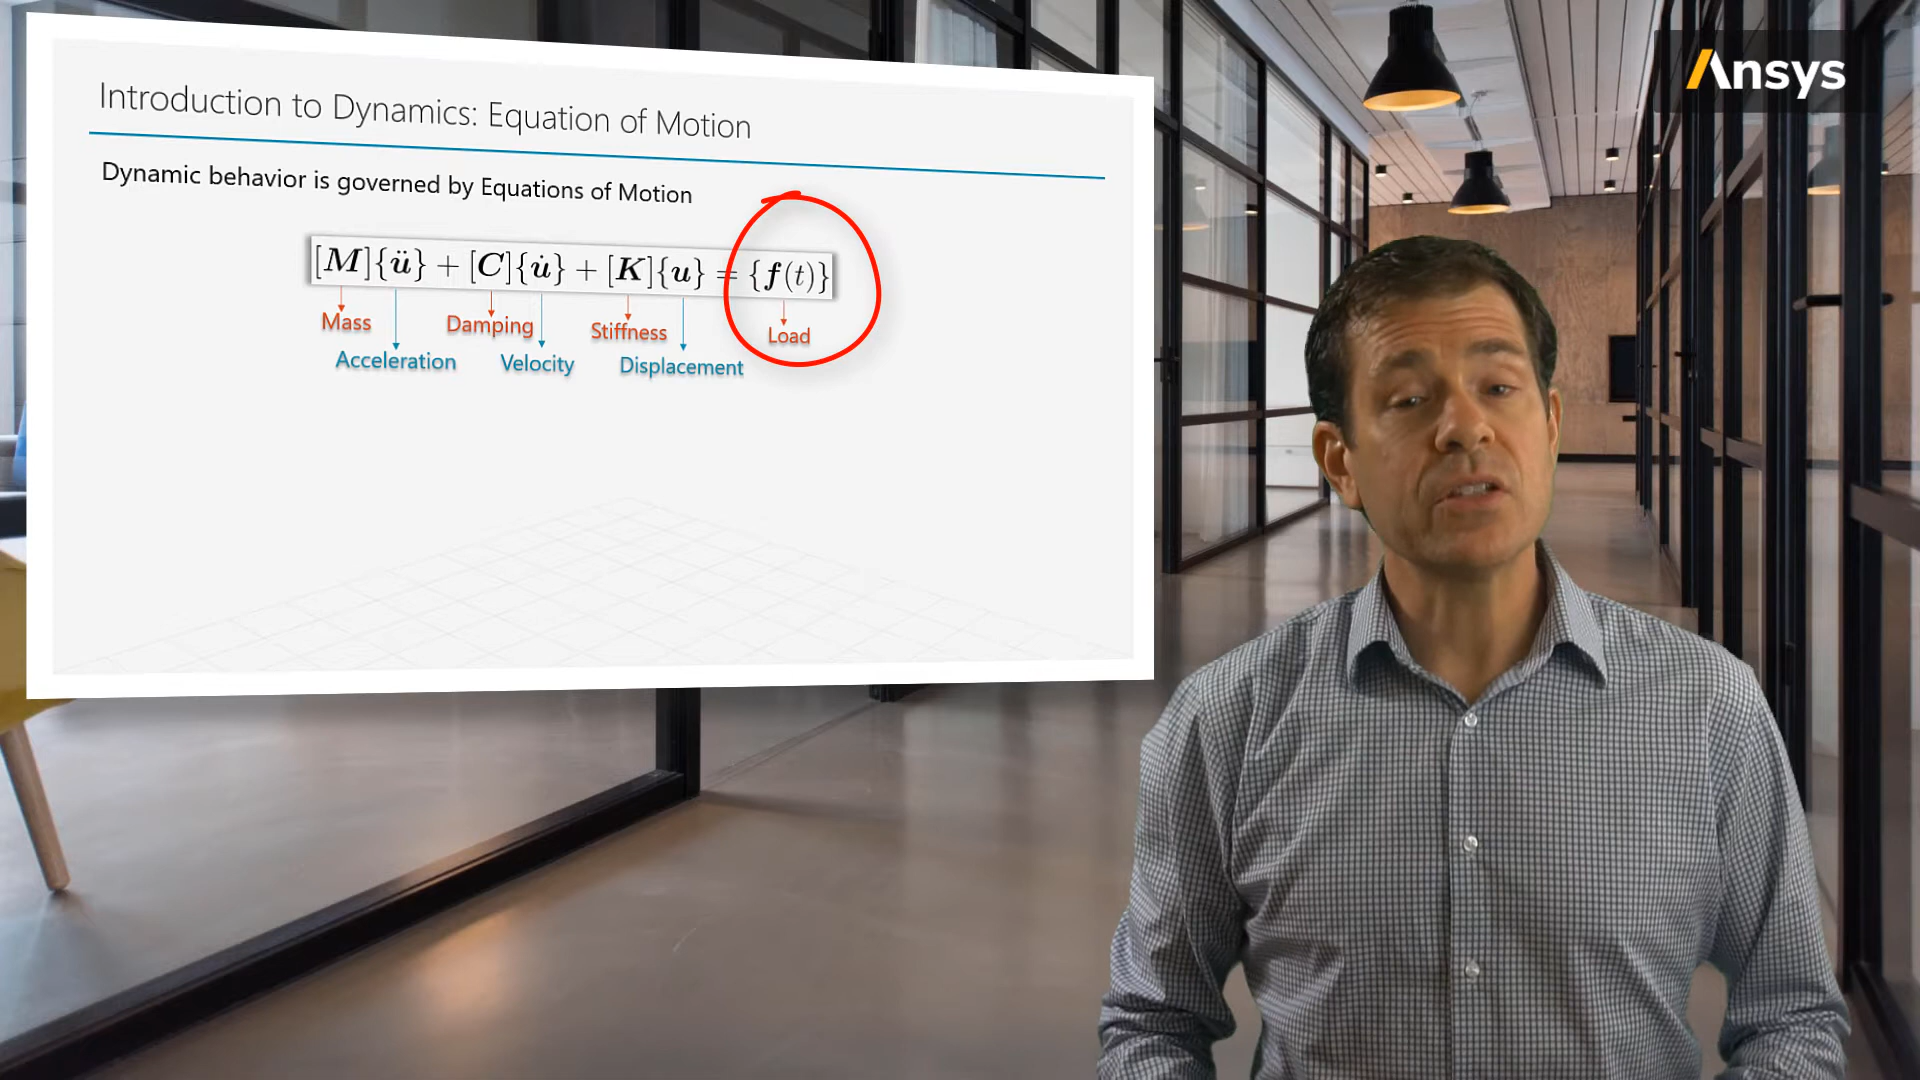 Introduction to Dynamics: Equation of Motion
Dynamic behavior is governed by Equations of Motion
[M]{ü} + [C]{u̇} + [K]{u} = {f(t)}
Mass Damping Stiffness Load
Acceleration Velocity Displacement
Ansys